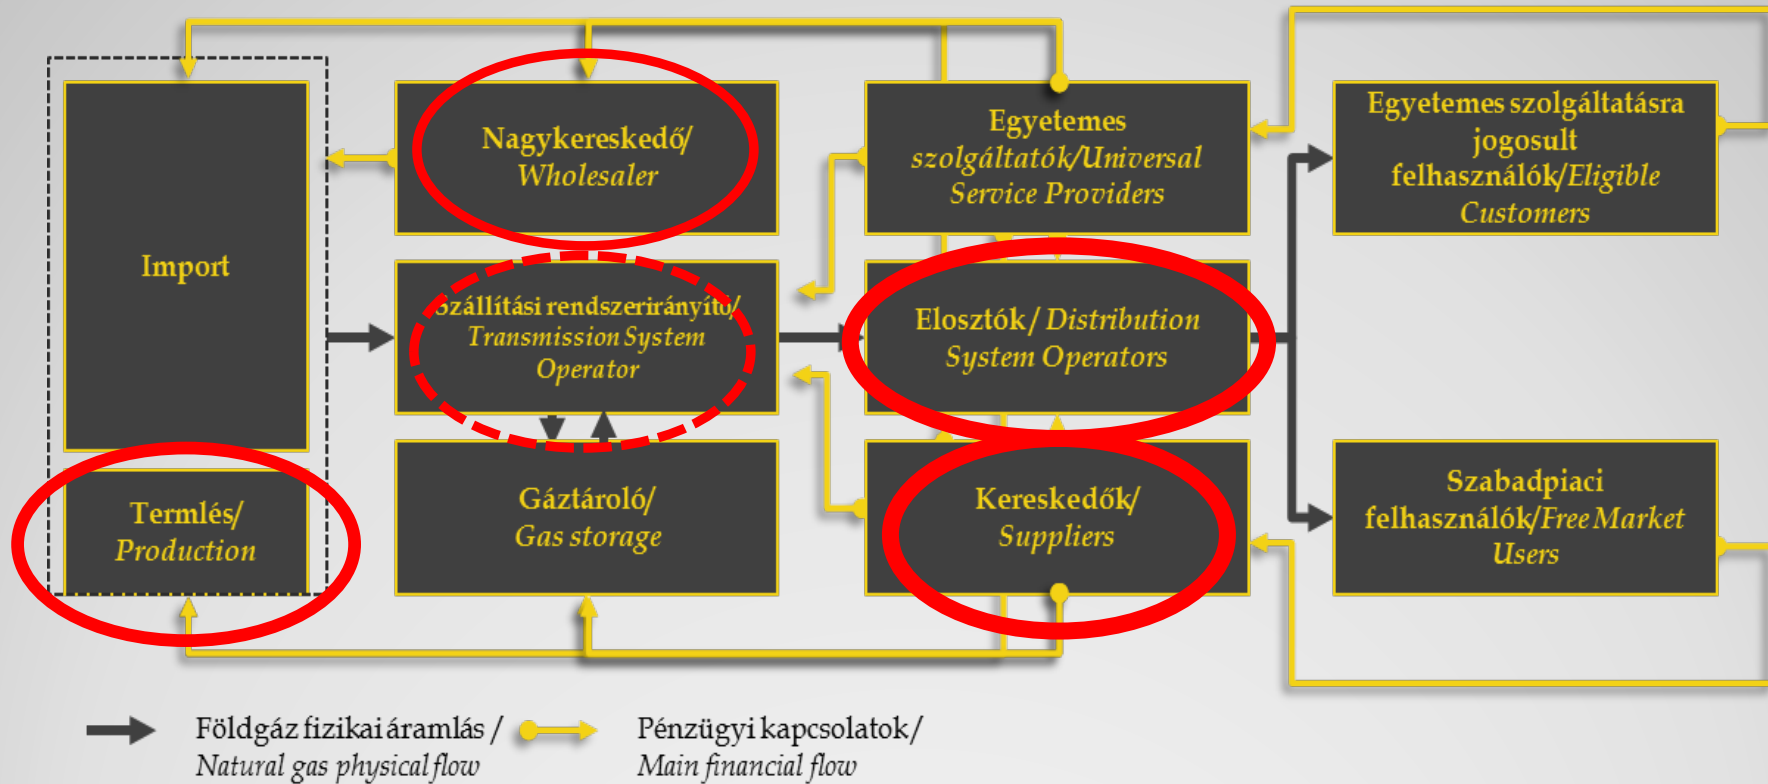 Import
Termlés/
Production
Nagykereskedő/
Wholesaler
Szállítási rendszerirányító/
Transmission System
Operator
Gáztároló/
Gas storage
Egyetemes
szolgáltatók/Universal
Service Providers
Elosztók/ Distribution
System Operators
Kereskedők/
Suppliers
Egyetemes szolgáltatásra
jogosult
felhasználók/Eligible
Customers
Szabadpiaci
felhasználók/Free Market
Users
Földgáz fizikai áramlás /
Natural gas physical flow
Pénzügyi kapcsolatok/
Main financial flow